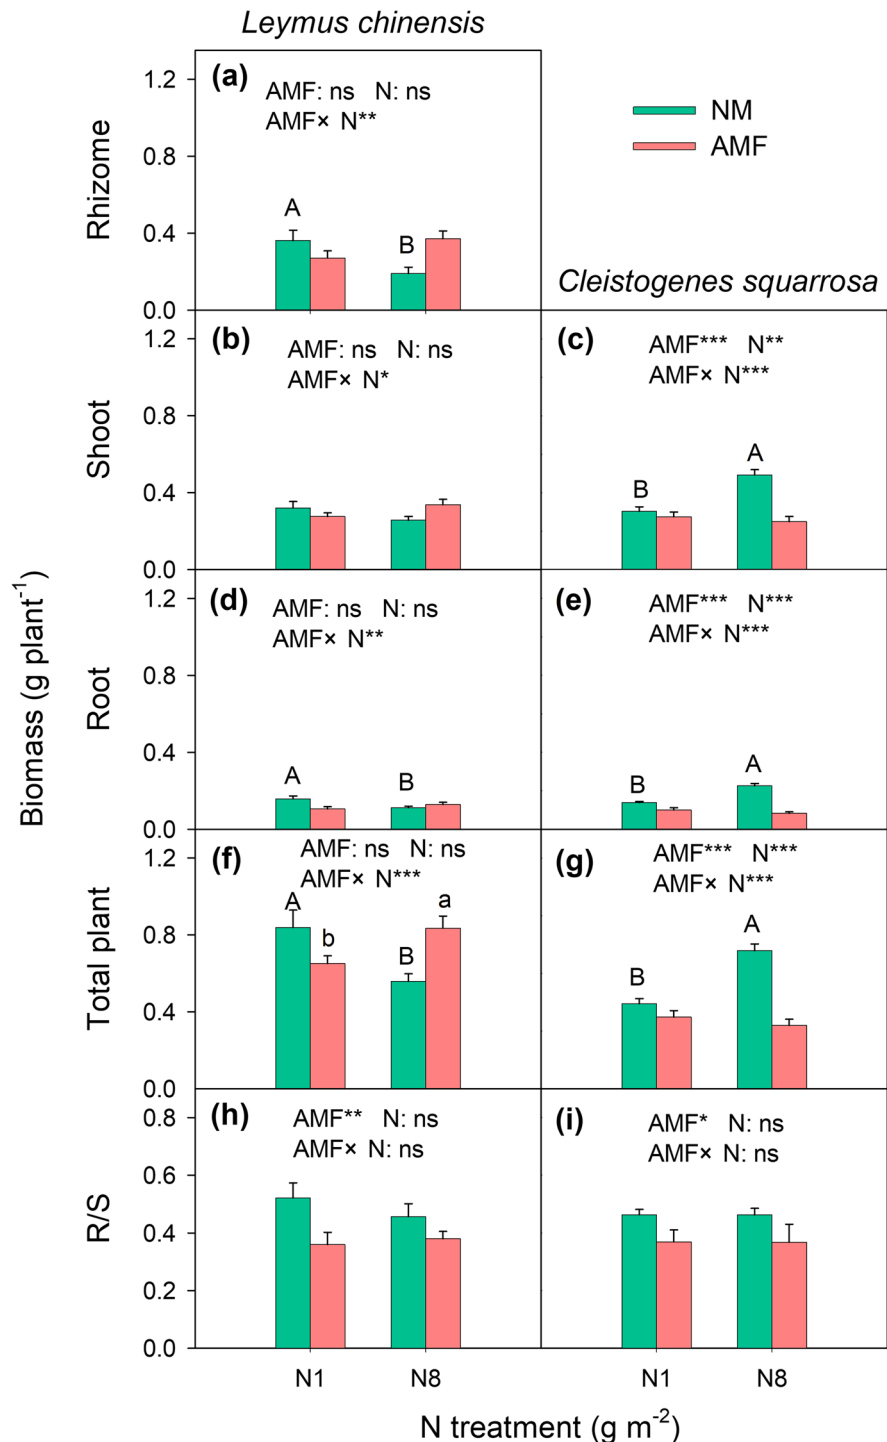 Leymus chinensis
(a)
AMF: ns N: ns
AMF× N**
NM
AMF
Rhizome
1.2
0.8
0.4
0.0
A
B
Cleistogenes squarrosa
(b)
AMF: ns N: ns
AMF× N*
Shoot
1.2
0.8
0.4
0.0
(c)
AMF*** N**
AMF× N***
B
A
Biomass (g plant⁻¹)
(d)
AMF: ns N: ns
AMF× N**
Root
1.2
0.8
0.4
0.0
A
B
(e)
AMF*** N***
AMF× N***
B
A
(f)
AMF: ns N: ns
AMF× N***
Total plant
1.2
0.8
0.4
0.0
A
b
B
a
(g)
AMF*** N***
AMF× N***
B
A
(h)
AMF** N: ns
AMF× N: ns
R/S
0.8
0.6
0.4
0.2
0.0
(i)
AMF* N: ns
AMF× N: ns
N1
N8
N1
N8
N treatment (g m⁻²)